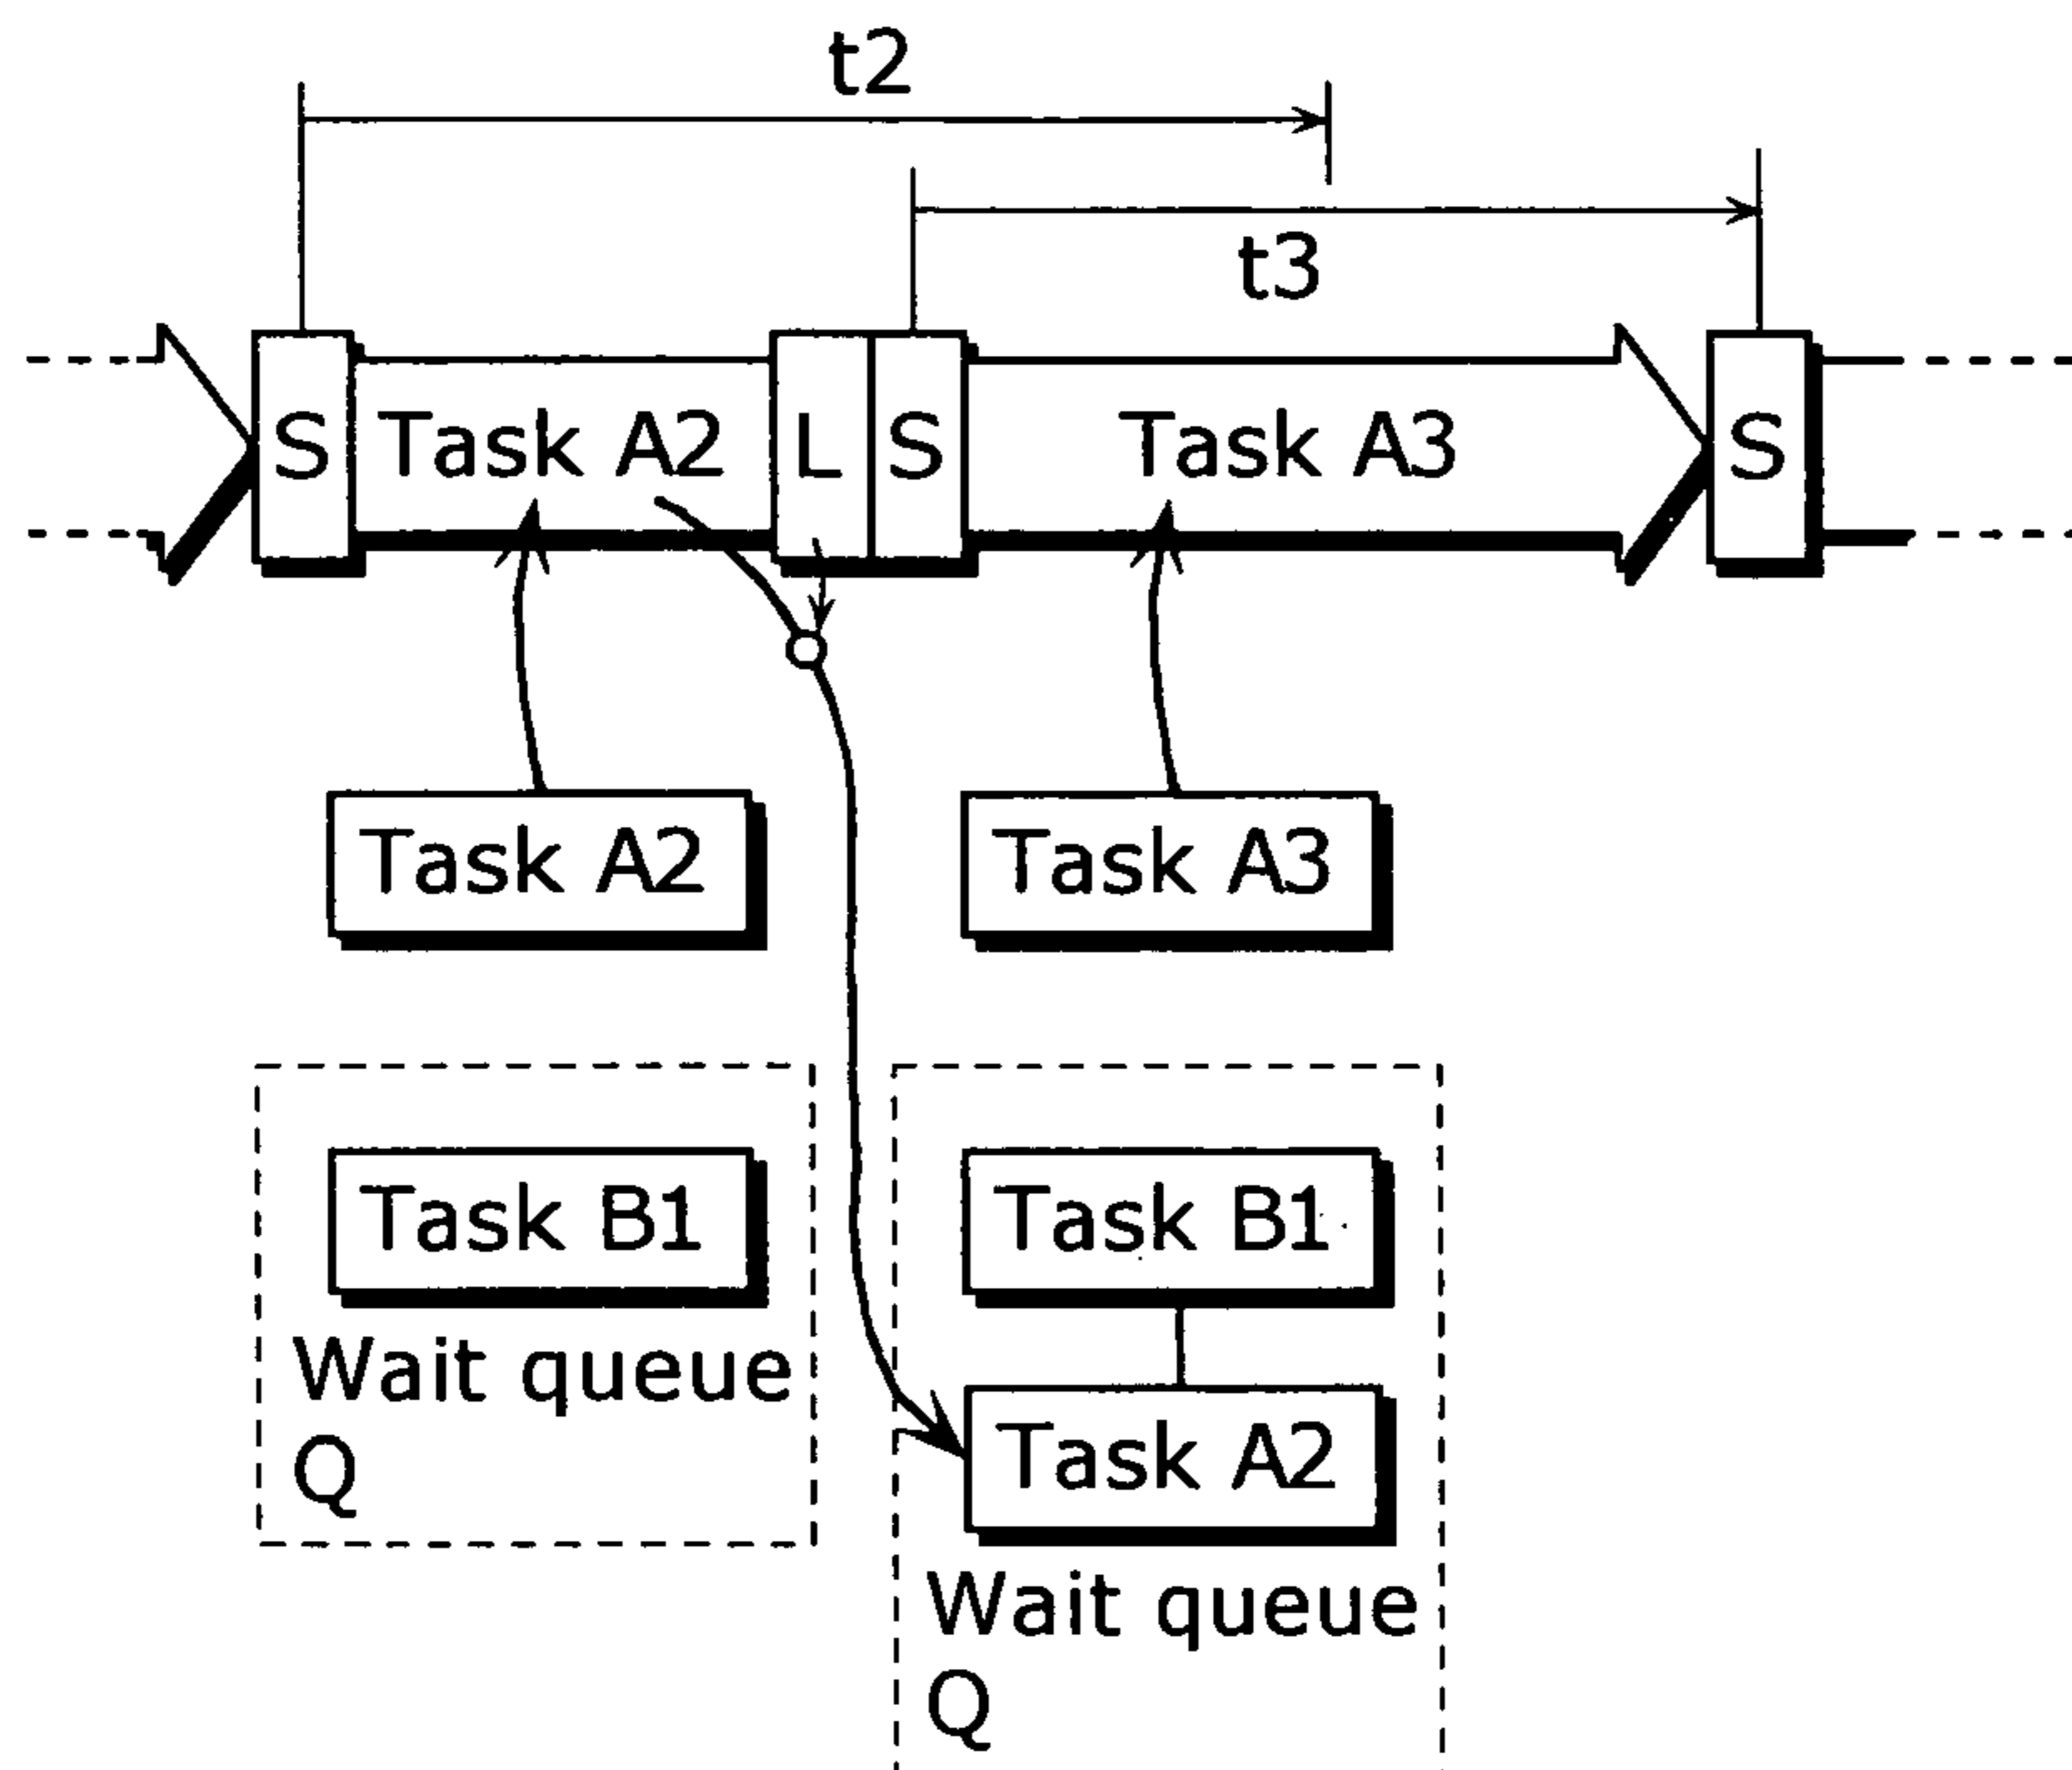 t2
t3
S Task A2 L S Task A3 S
Task A2 Task A3
Task B1 Task B1
Wait queue
Q
Task A2
Wait queue
Q